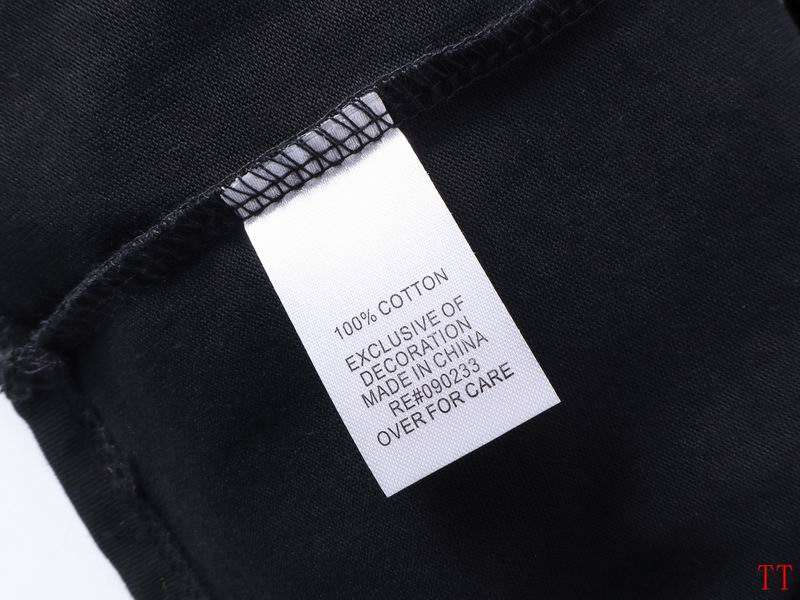 100% COTTON
EXCLUSIVE OF
DECORATION
MADE IN CHINA
RE#090233
OVER FOR CARE
TT